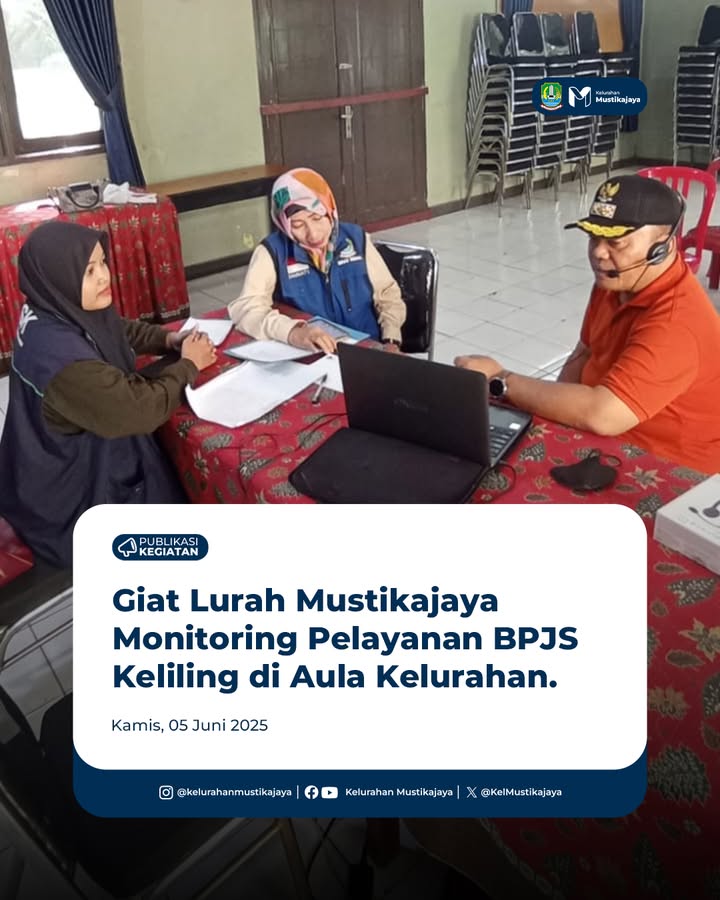 Kelurahan
Mustikajaya
PUBLIKASI
KEGIATAN
Giat Lurah Mustikajaya
Monitoring Pelayanan BPJS
Keliling di Aula Kelurahan.
Kamis, 05 Juni 2025
@kelurahanmustikajaya | Kelurahan Mustikajaya | @KelMustikajaya